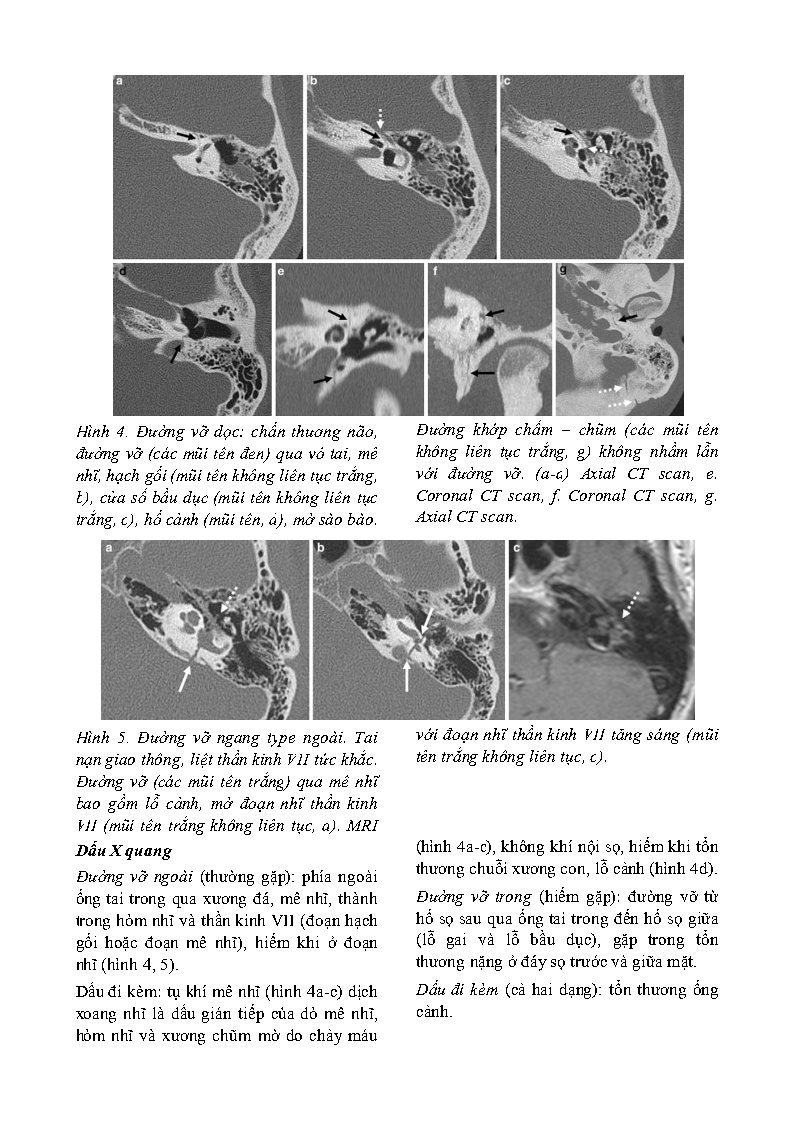 a
b
c
d
e
f
g
Hình 4. Đường vỡ dọc: chấn thương não,
đường vỡ (các mũi tên đen) qua vỏ tai, mê
nhĩ, hạch gối (mũi tên không liên tục trắng,
b), cửa sổ bầu dục (mũi tên không liên tục
trắng, c), hố cảnh (mũi tên, d), mờ sào bào.
Đường khớp chẩm – chũm (các mũi tên
không liên tục trắng, g) không nhầm lẫn
với đường vỡ. (a-d) Axial CT scan, e.
Coronal CT scan, f. Coronal CT scan, g.
Axial CT scan.
a
b
c
Hình 5. Đường vỡ ngang type ngoài. Tai
nạn giao thông, liệt thần kinh VII tức khắc.
Đường vỡ (các mũi tên trắng) qua mê nhĩ
bao gồm lỗ cảnh, mờ đoạn nhĩ thần kinh
VII (mũi tên trắng không liên tục, a). MRI
với đoạn nhĩ thần kinh VII tăng sáng (mũi
tên trắng không liên tục, c).
Dấu X quang
Đường vỡ ngoài (thường gặp): phía ngoài
ống tai trong qua xương đá, mê nhĩ, thành
trong hòm nhĩ và thần kinh VII (đoạn hạch
gối hoặc đoạn mê nhĩ), hiếm khi ở đoạn
nhĩ (hình 4, 5).
Dấu đi kèm: tụ khí mê nhĩ (hình 4a-c) dịch
xoang nhĩ là dấu gián tiếp của dò mê nhĩ,
hòm nhĩ và xương chũm mờ do chảy máu
(hình 4a-c), không khí nội sọ, hiếm khi tổn
thương chuỗi xương con, lỗ cảnh (hình 4d).
Đường vỡ trong (hiếm gặp): đường vỡ từ
hố sọ sau qua ống tai trong đến hố sọ giữa
(lỗ gai và lỗ bầu dục), gặp trong tổn
thương nặng ở đáy sọ trước và giữa mặt.
Dấu đi kèm (cả hai dạng): tổn thương ống
cảnh.